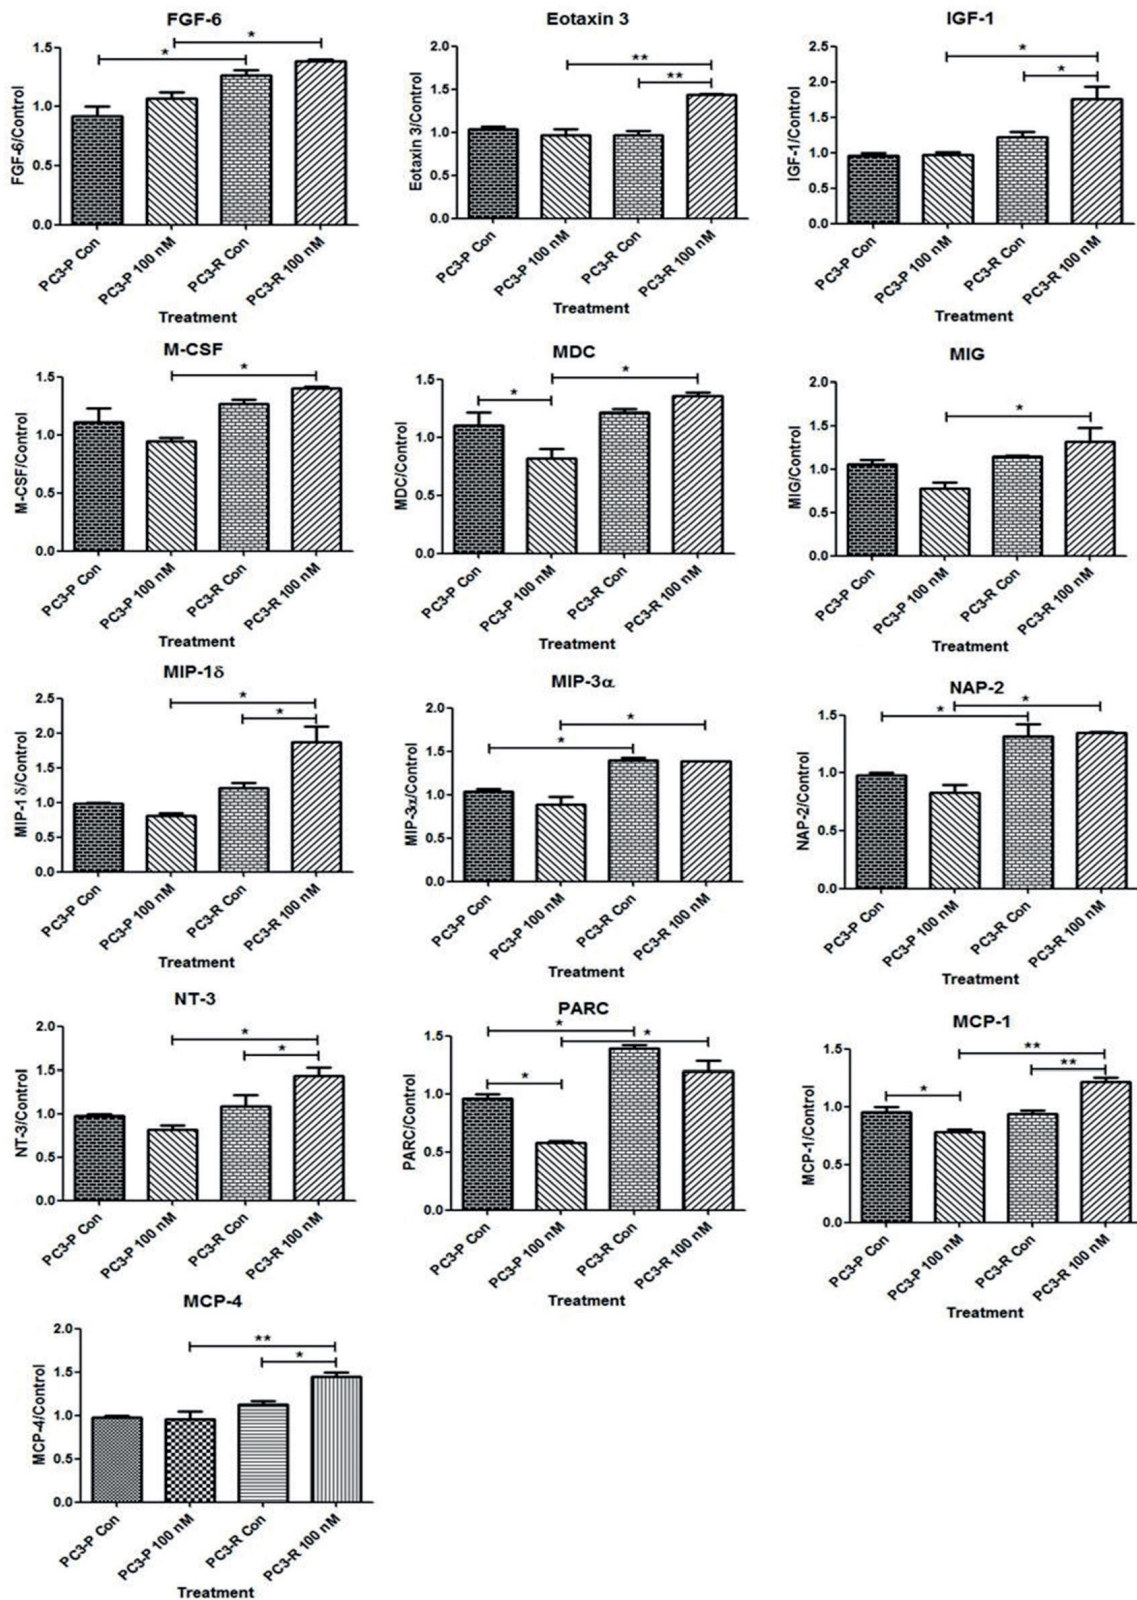 FGF-6
*
*
FGF-6/Control
1.5
1.0
0.5
0.0
PC3-P Con
PC3-P 100 nM
PC3-R Con
PC3-R 100 nM
Treatment
Eotaxin 3
**
**
Eotaxin 3/Control
2.0
1.5
1.0
0.5
0.0
PC3-P Con
PC3-P 100 nM
PC3-R Con
PC3-R 100 nM
Treatment
IGF-1
*
*
IGF-1/Control
2.5
2.0
1.5
1.0
0.5
0.0
PC3-P Con
PC3-P 100 nM
PC3-R Con
PC3-R 100 nM
Treatment
M-CSF
*
M-CSF/Control
1.5
1.0
0.5
0.0
PC3-P Con
PC3-P 100 nM
PC3-R Con
PC3-R 100 nM
Treatment
MDC
*
*
MDC/Control
1.5
1.0
0.5
0.0
PC3-P Con
PC3-P 100 nM
PC3-R Con
PC3-R 100 nM
Treatment
MIG
*
MIG/Control
2.0
1.5
1.0
0.5
0.0
PC3-P Con
PC3-P 100 nM
PC3-R Con
PC3-R 100 nM
Treatment
MIP-1δ
*
*
MIP-1 δ/Control
2.5
2.0
1.5
1.0
0.5
0.0
PC3-P Con
PC3-P 100 nM
PC3-R Con
PC3-R 100 nM
Treatment
MIP-3α
*
*
MIP-3α/Control
2.0
1.5
1.0
0.5
0.0
PC3-P Con
PC3-P 100 nM
PC3-R Con
PC3-R 100 nM
Treatment
NAP-2
*
*
NAP-2/Control
1.5
1.0
0.5
0.0
PC3-P Con
PC3-P 100 nM
PC3-R Con
PC3-R 100 nM
Treatment
NT-3
*
*
NT-3/Control
2.0
1.5
1.0
0.5
0.0
PC3-P Con
PC3-P 100 nM
PC3-R Con
PC3-R 100 nM
Treatment
PARC
*
*
*
PARC/Control
1.5
1.0
0.5
0.0
PC3-P Con
PC3-P 100 nM
PC3-R Con
PC3-R 100 nM
Treatment
MCP-1
**
**
*
MCP-1/Control
1.5
1.0
0.5
0.0
PC3-P Con
PC3-P 100 nM
PC3-R Con
PC3-R 100 nM
Treatment
MCP-4
**
*
MCP-4/Control
2.0
1.5
1.0
0.5
0.0
PC3-P Con
PC3-P 100 nM
PC3-R Con
PC3-R 100 nM
Treatment